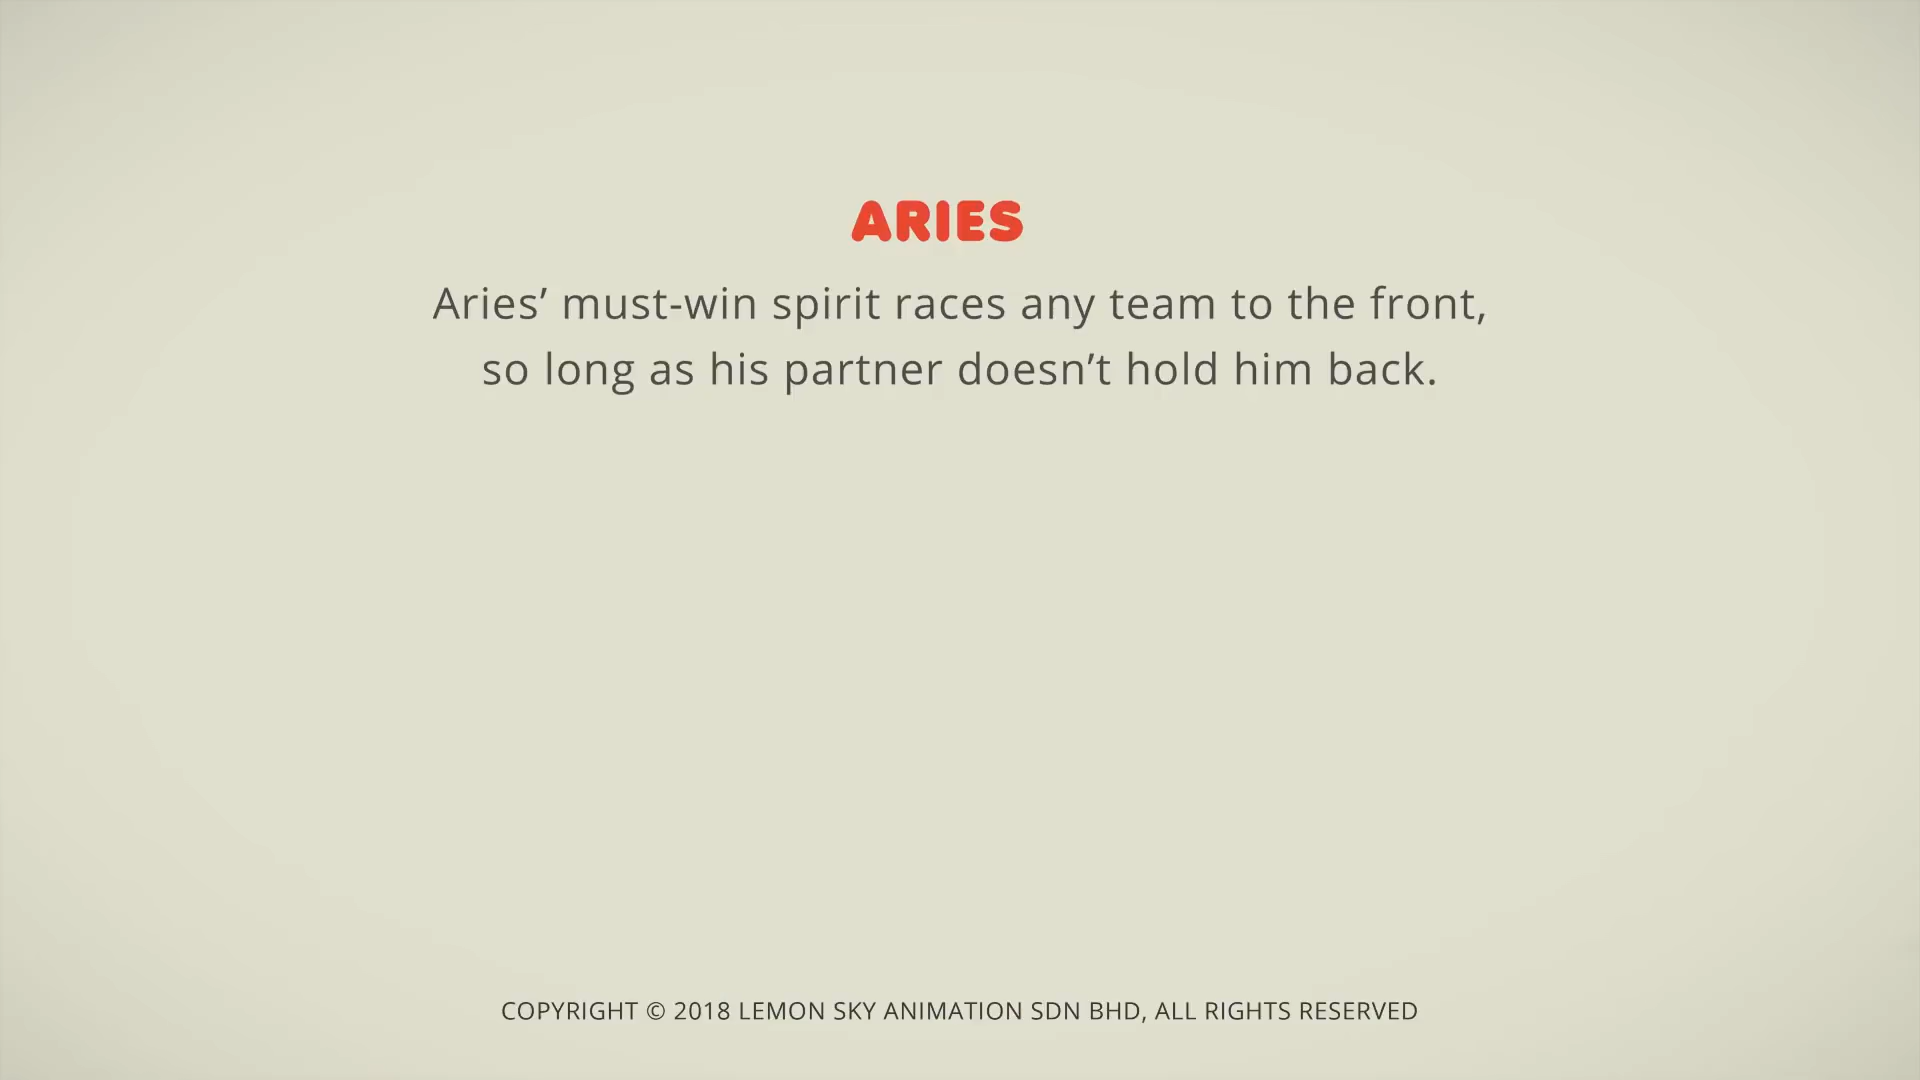 ARIES
Aries’ must-win spirit races any team to the front,
so long as his partner doesn’t hold him back.
COPYRIGHT © 2018 LEMON SKY ANIMATION SDN BHD, ALL RIGHTS RESERVED